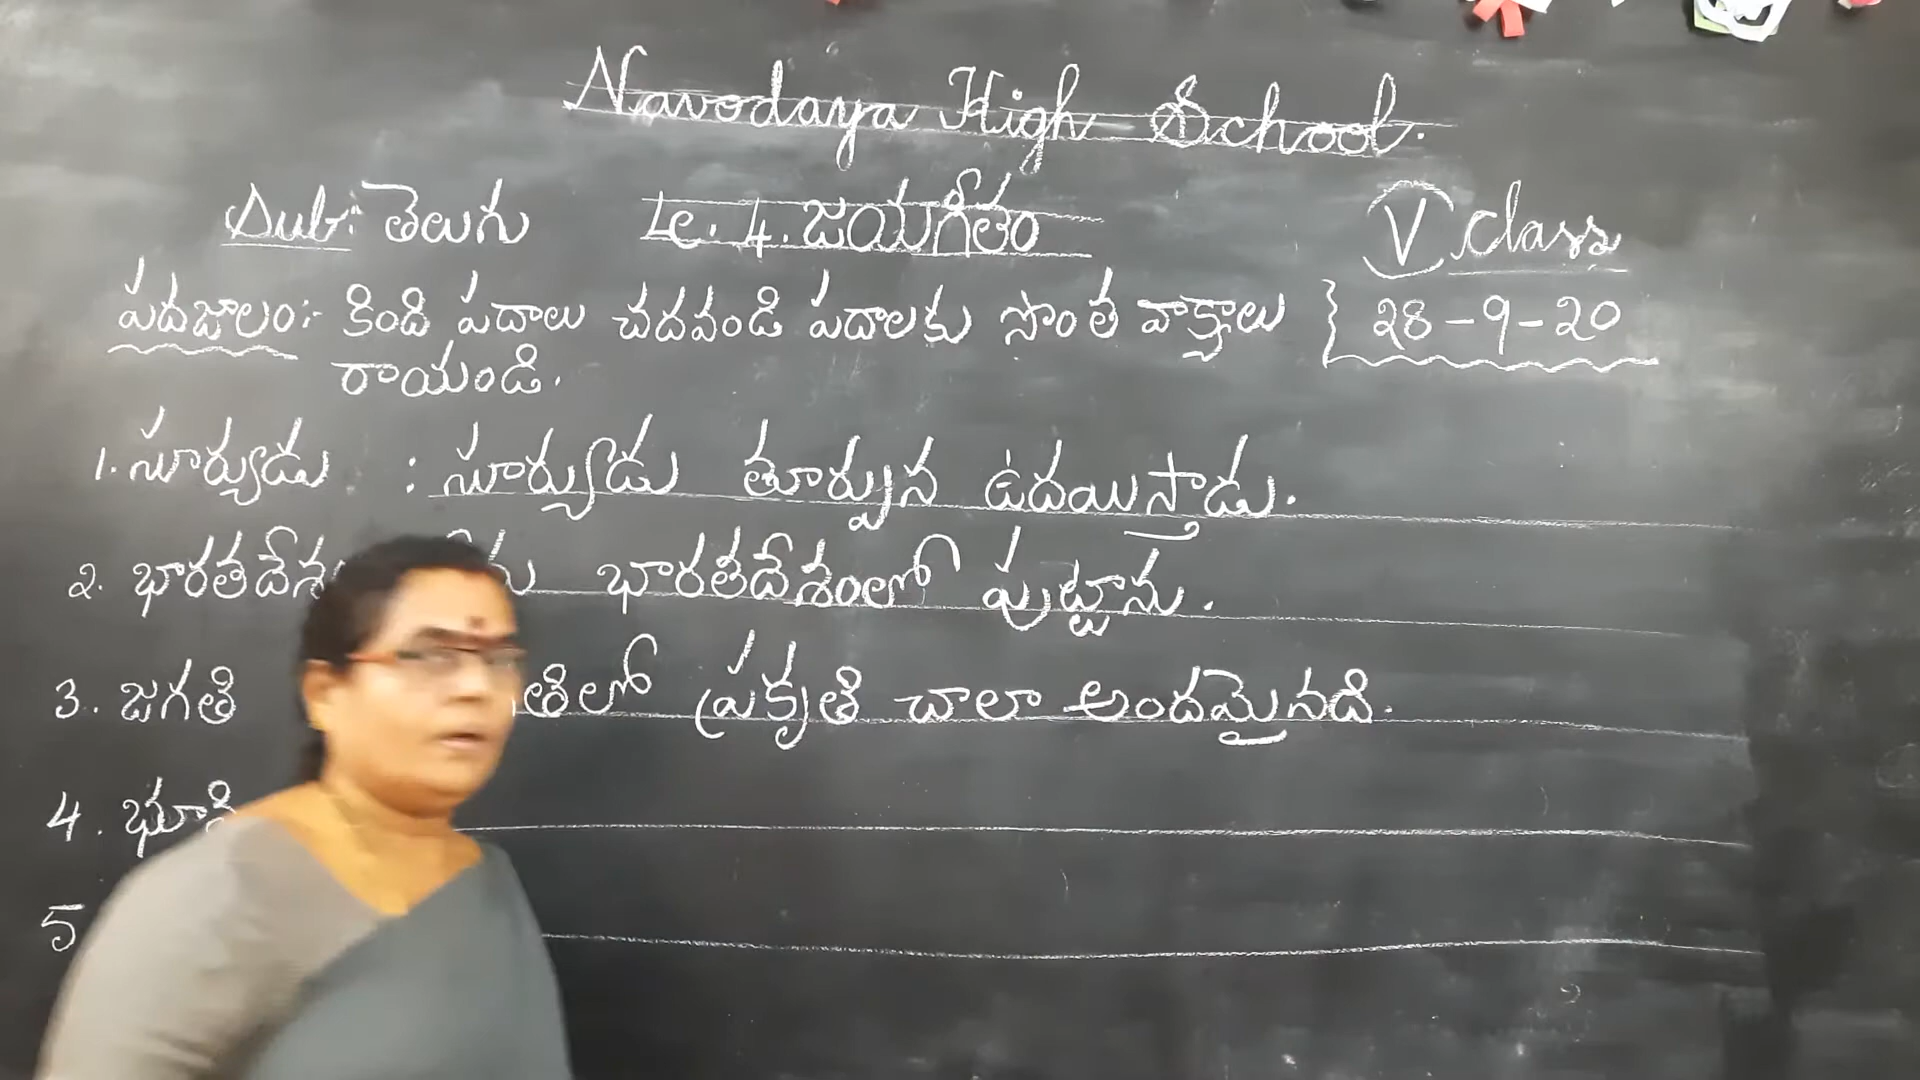 Navodaya High School.
Sub: తెలుగు Le. 4. జయగీతం V class
పదజాలం:- కింది పదాలు చదవండి పదాలకు సొంత వాక్యాలు 28-9-20
రాయండి.
1. సూర్యుడు : సూర్యుడు తూర్పున ఉదయిస్తాడు.
2. భారతదేశం భారతదేశంలో పుట్టాను.
3. జగతి ప్రకృతి చాలా అందమైనది.
4.
5